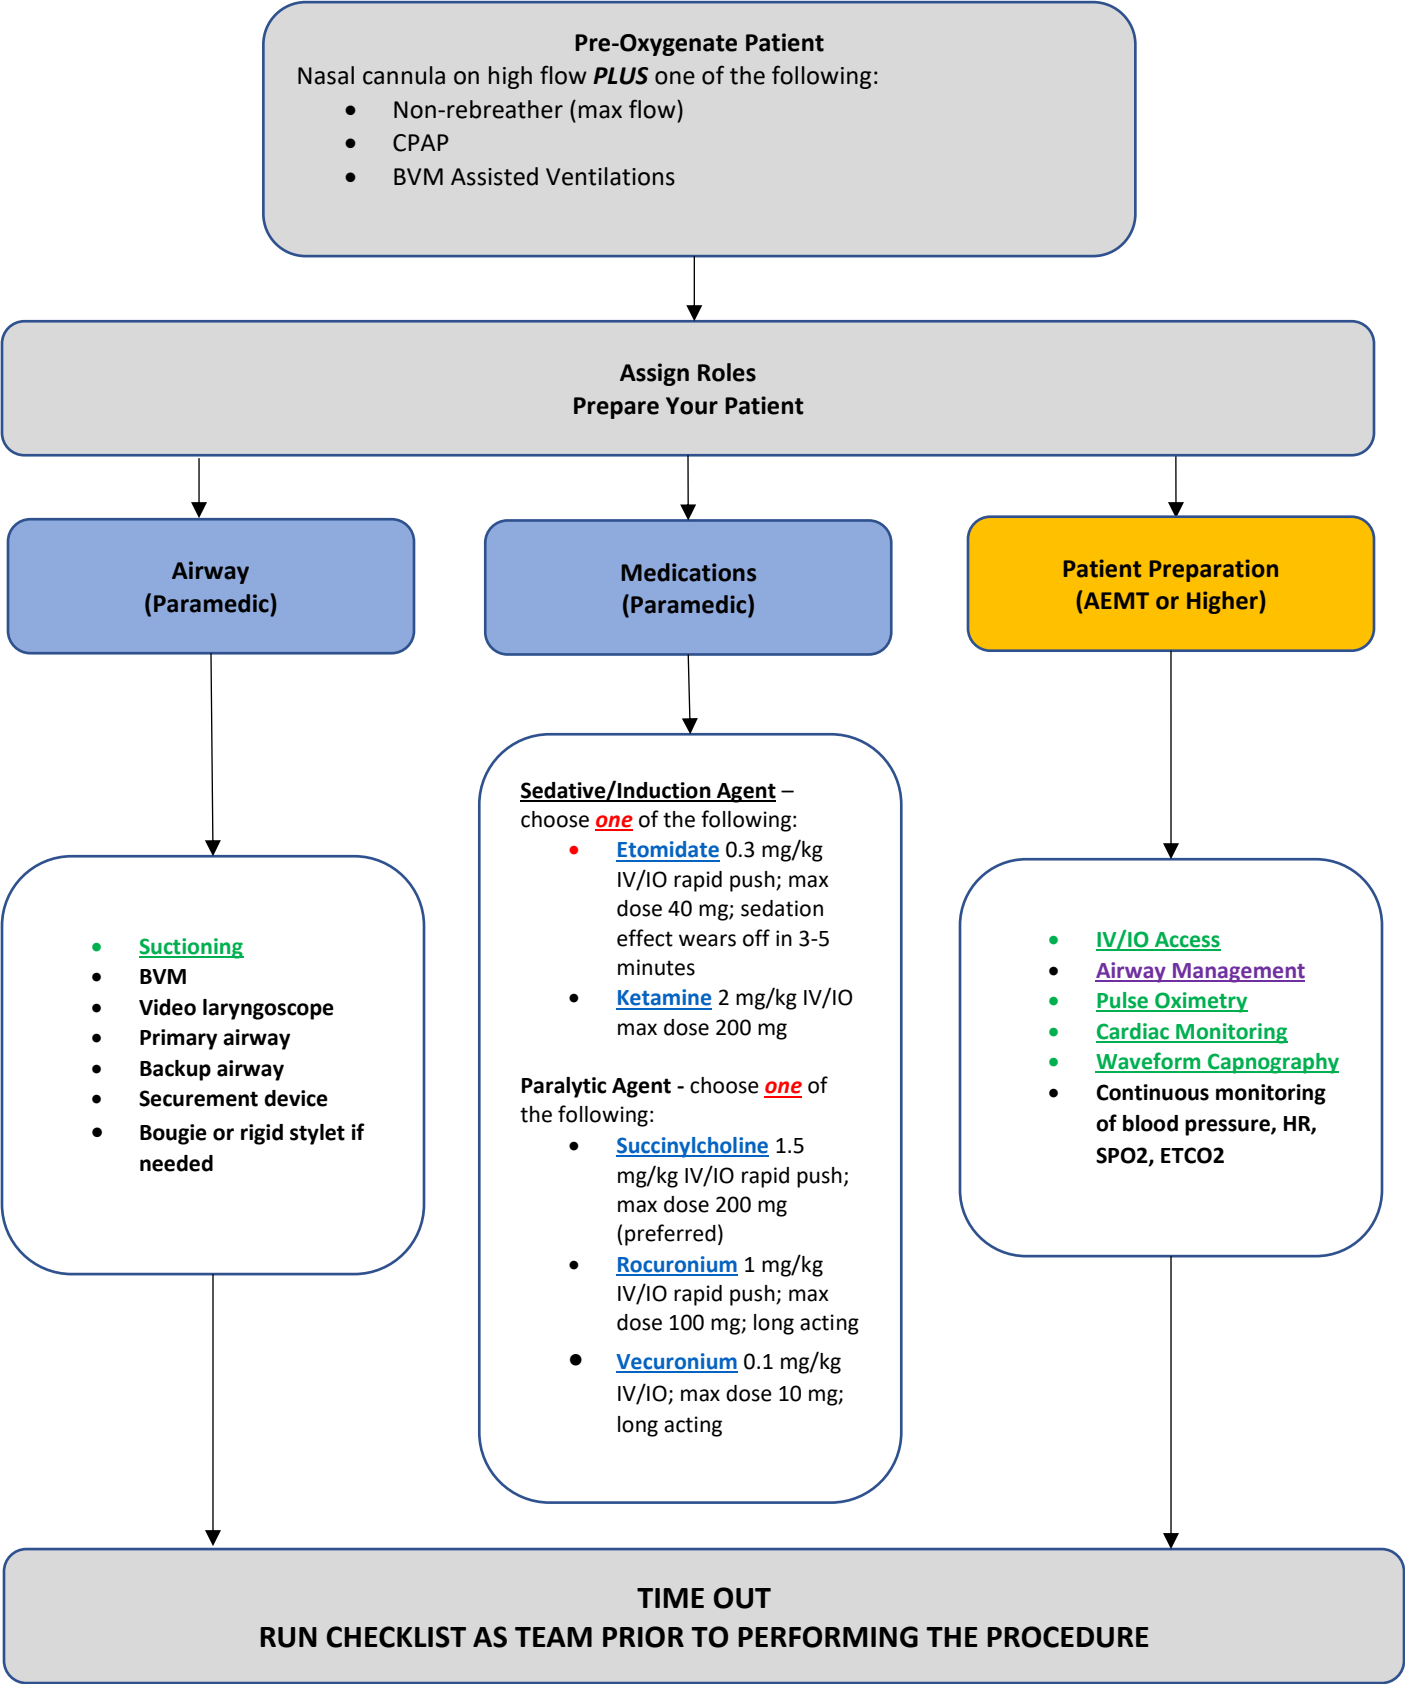 Pre-Oxygenate Patient
Nasal cannula on high flow PLUS one of the following:
• Non-rebreather (max flow)
• CPAP
• BVM Assisted Ventilations
Assign Roles
Prepare Your Patient
Airway
(Paramedic)
Medications
(Paramedic)
Patient Preparation
(AEMT or Higher)
• Suctioning
• BVM
• Video laryngoscope
• Primary airway
• Backup airway
• Securement device
• Bougie or rigid stylet if
needed
Sedative/Induction Agent –
choose one of the following:
• Etomidate 0.3 mg/kg
IV/IO rapid push; max
dose 40 mg; sedation
effect wears off in 3-5
minutes
• Ketamine 2 mg/kg IV/IO
max dose 200 mg
Paralytic Agent - choose one of
the following:
• Succinylcholine 1.5
mg/kg IV/IO rapid push;
max dose 200 mg
(preferred)
• Rocuronium 1 mg/kg
IV/IO rapid push; max
dose 100 mg; long acting
• Vecuronium 0.1 mg/kg
IV/IO; max dose 10 mg;
long acting
• IV/IO Access
• Airway Management
• Pulse Oximetry
• Cardiac Monitoring
• Waveform Capnography
• Continuous monitoring
of blood pressure, HR,
SPO2, ETCO2
TIME OUT
RUN CHECKLIST AS TEAM PRIOR TO PERFORMING THE PROCEDURE